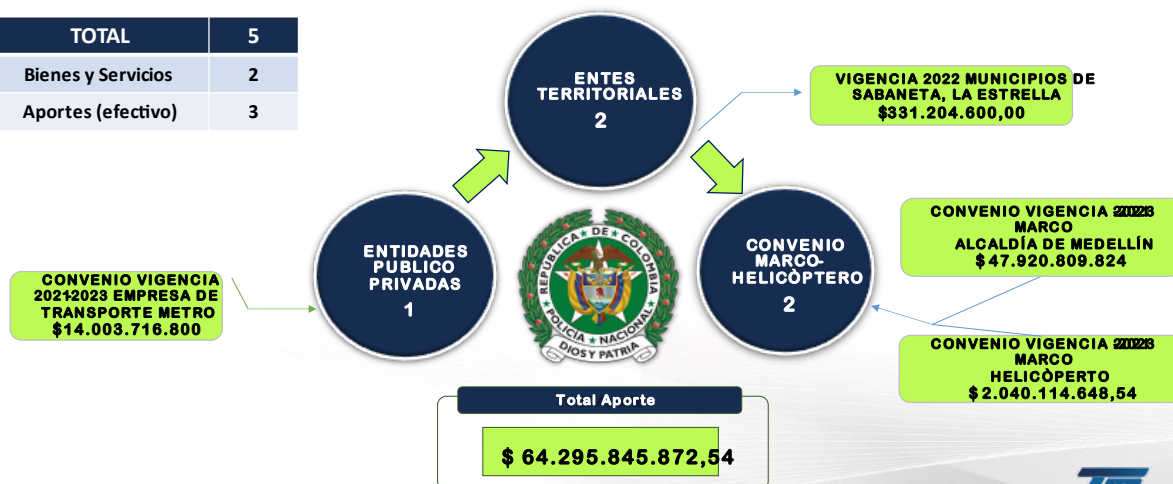 TOTAL 5
Bienes y Servicios 2
Aportes (efectivo) 3
ENTES
TERRITORIALES
2
VIGENCIA 2022 MUNICIPIOS DE
SABANETA, LA ESTRELLA
$331.204.600,00
ENTIDADES
PUBLICO
PRIVADAS
1
CONVENIO VIGENCIA
2021-2023 EMPRESA DE
TRANSPORTE METRO
$14.003.716.800
REPÚBLICA DE COLOMBIA
POLICÍA NACIONAL
DIOS Y PATRIA
CONVENIO
MARCO-
HELICÒPTERO
2
CONVENIO VIGENCIA
MARCO
ALCALDÍA DE MEDELLÍN
$ 47.920.809.824
CONVENIO VIGENCIA
MARCO
HELICÒPERTO
$ 2.040.114.648,54
Total Aporte
$ 64.295.845.872,54